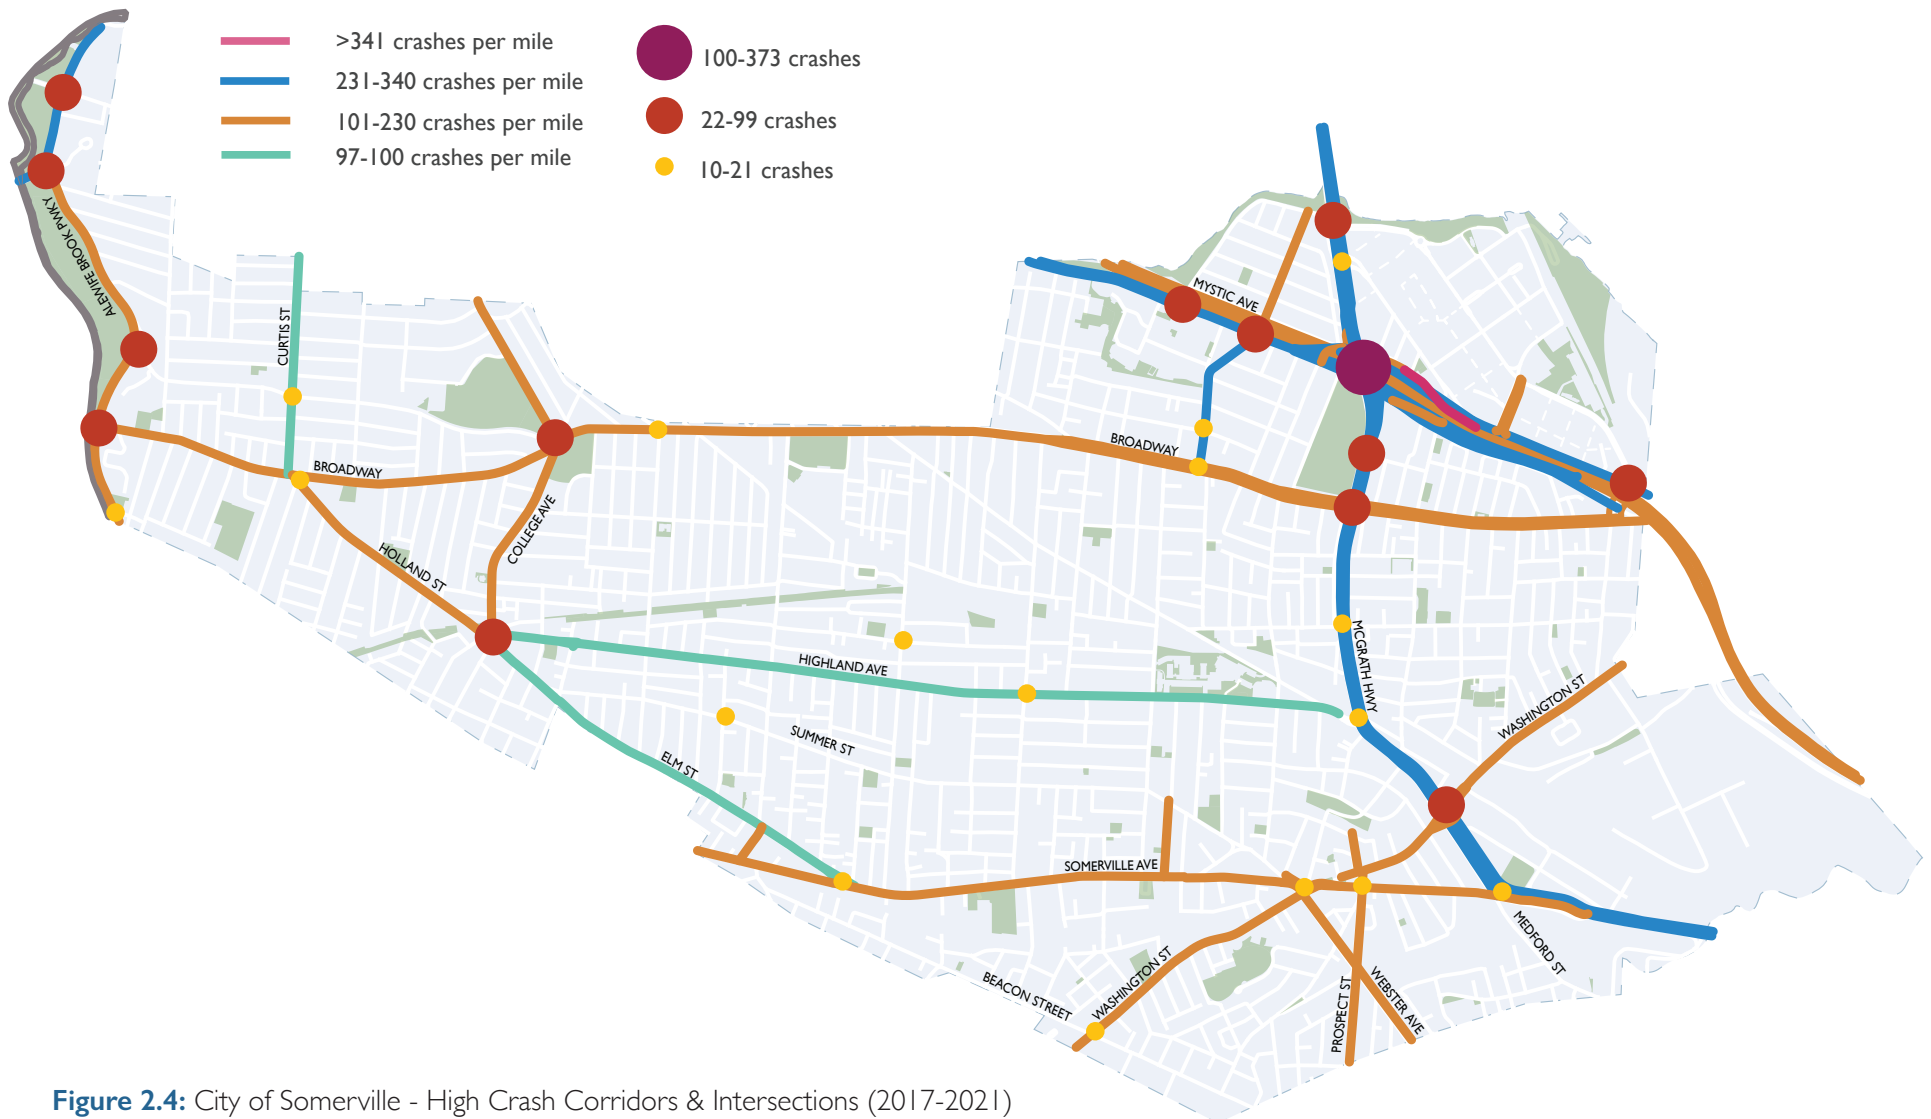 >341 crashes per mile
231-340 crashes per mile
101-230 crashes per mile
97-100 crashes per mile
100-373 crashes
22-99 crashes
10-21 crashes
ALEWIFE BROOK PWKY
CURTIS ST
BROADWAY
HOLLAND ST
COLLEGE AVE
MYSTIC AVE
BROADWAY
HIGHLAND AVE
MCGRATH HWY
SUMMER ST
ELM ST
WASHINGTON ST
SOMERVILLE AVE
MEDFORD ST
BEACON STREET
WASHINGTON ST
PROSPECT ST
WEBSTER AVE
Figure 2.4: City of Somerville - High Crash Corridors & Intersections (2017-2021)